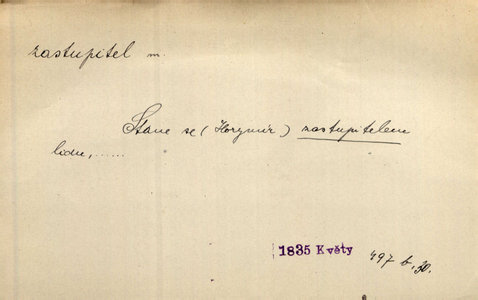 zastupitel m.
Stane se (Horymír) zastupitelem
lidu, ......
1835 Květy 497 b, 30.